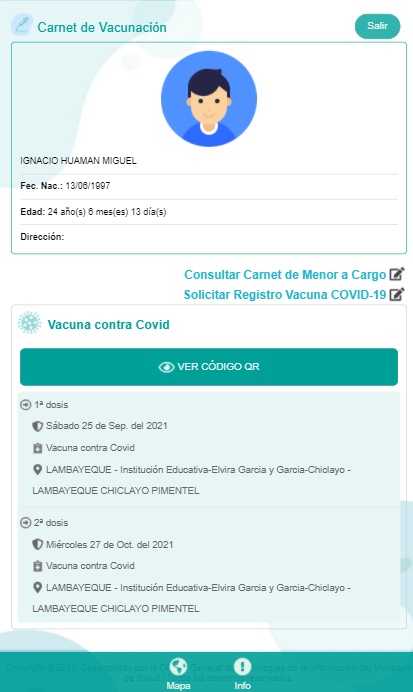 Carnet de Vacunación
Salir
IGNACIO HUAMAN MIGUEL
Fec. Nac.: 13/06/1997
Edad: 24 año(s) 6 mes(es) 13 día(s)
Dirección:
Consultar Carnet de Menor a Cargo
Solicitar Registro Vacuna COVID-19
Vacuna contra Covid
VER CÓDIGO QR
1ª dosis
Sábado 25 de Sep. del 2021
Vacuna contra Covid
LAMBAYEQUE - Institución Educativa-Elvira Garcia y Garcia-Chiclayo -
LAMBAYEQUE CHICLAYO PIMENTEL
2ª dosis
Miércoles 27 de Oct. del 2021
Vacuna contra Covid
LAMBAYEQUE - Institución Educativa-Elvira Garcia y Garcia-Chiclayo -
LAMBAYEQUE CHICLAYO PIMENTEL
Copyright © 2021. Desarrollado por la General de Tecnologías de la Información del Ministerio
de Salud Todos los derechos reservados.
Mapa
Info